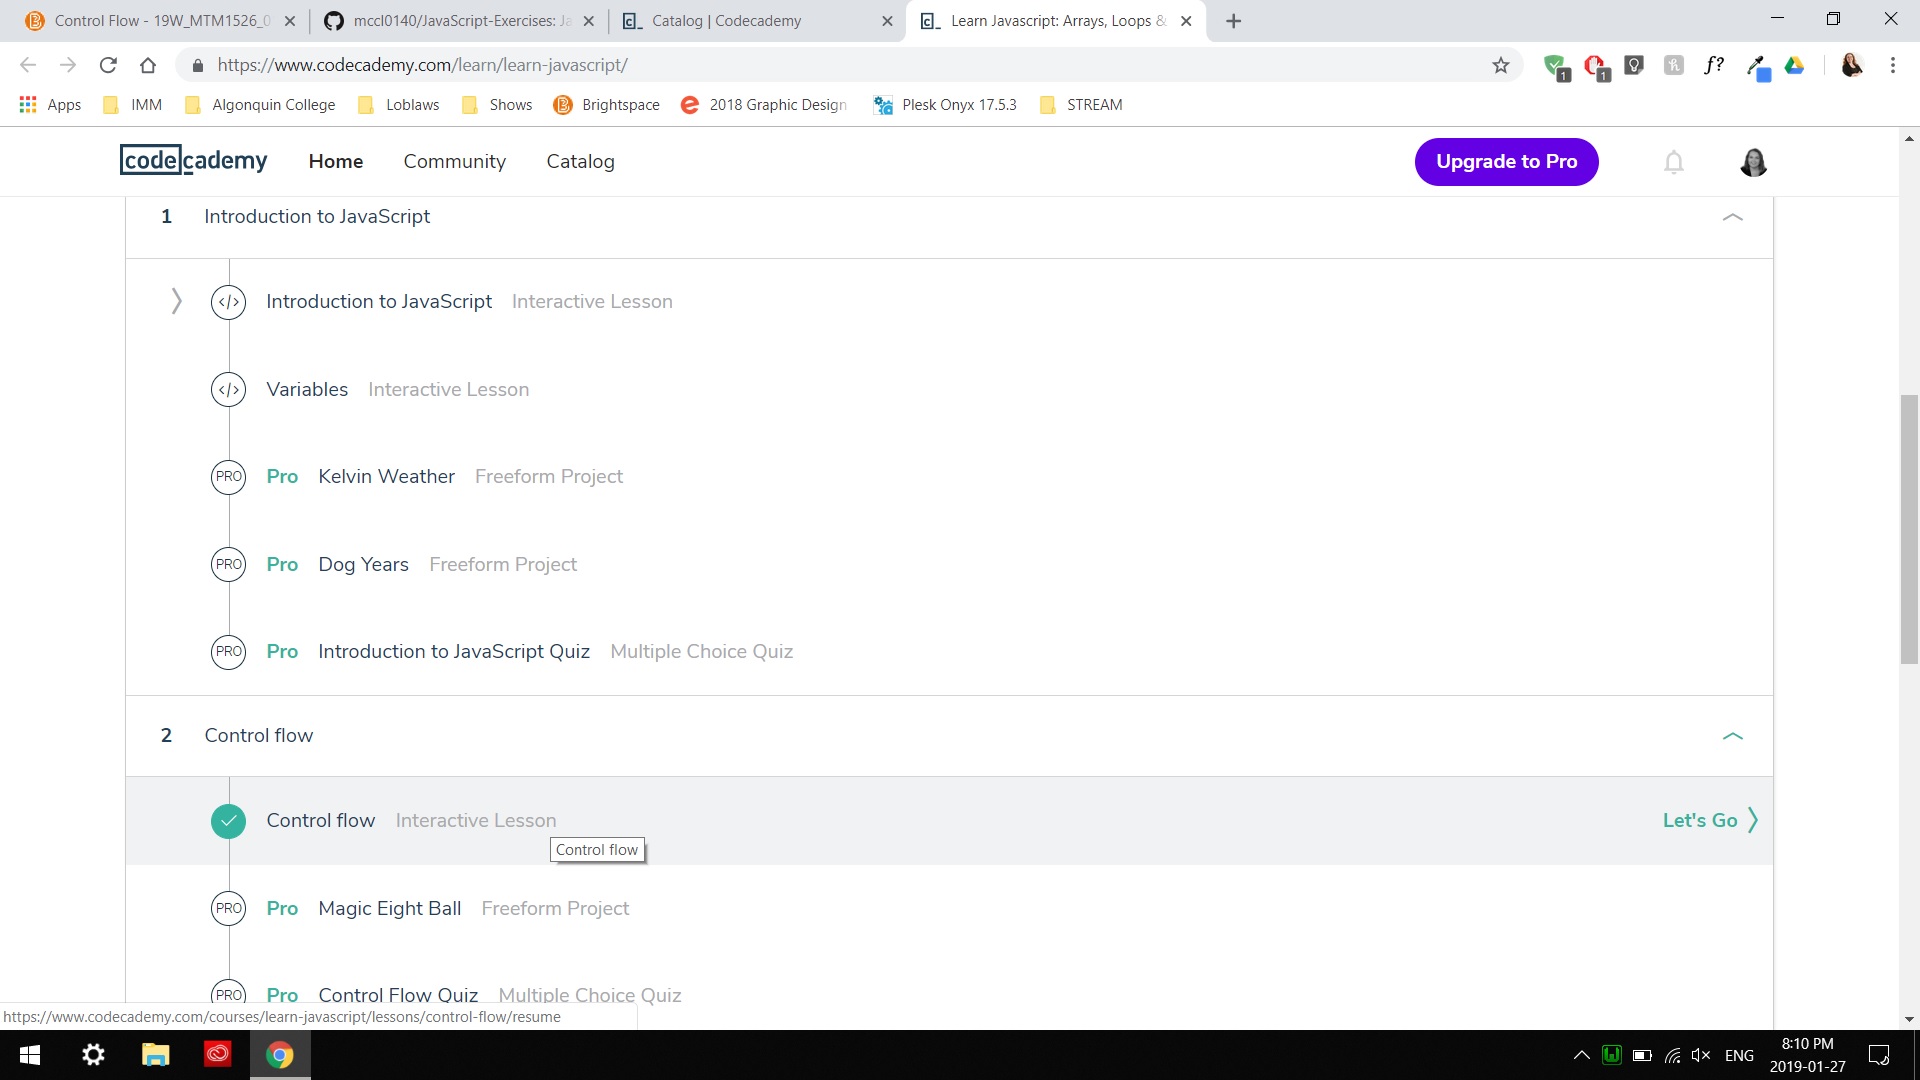 Control Flow - 19W_MTM1526_0
mccl0140/JavaScript-Exercises: Ja
Catalog | Codecademy
Learn Javascript: Arrays, Loops &
https://www.codecademy.com/learn/learn-javascript/
1
1
f?
Apps
IMM
Algonquin College
Loblaws
Shows
Brightspace
2018 Graphic Design
Plesk Onyx 17.5.3
STREAM
codecademy
Home
Community
Catalog
Upgrade to Pro
1 Introduction to JavaScript
</> Introduction to JavaScript Interactive Lesson
</> Variables Interactive Lesson
PRO Pro Kelvin Weather Freeform Project
PRO Pro Dog Years Freeform Project
PRO Pro Introduction to JavaScript Quiz Multiple Choice Quiz
2 Control flow
Control flow Interactive Lesson Let's Go
Control flow
PRO Pro Magic Eight Ball Freeform Project
PRO Pro Control Flow Quiz Multiple Choice Quiz
https://www.codecademy.com/courses/learn-javascript/lessons/control-flow/resume
ENG
8:10 PM
2019-01-27